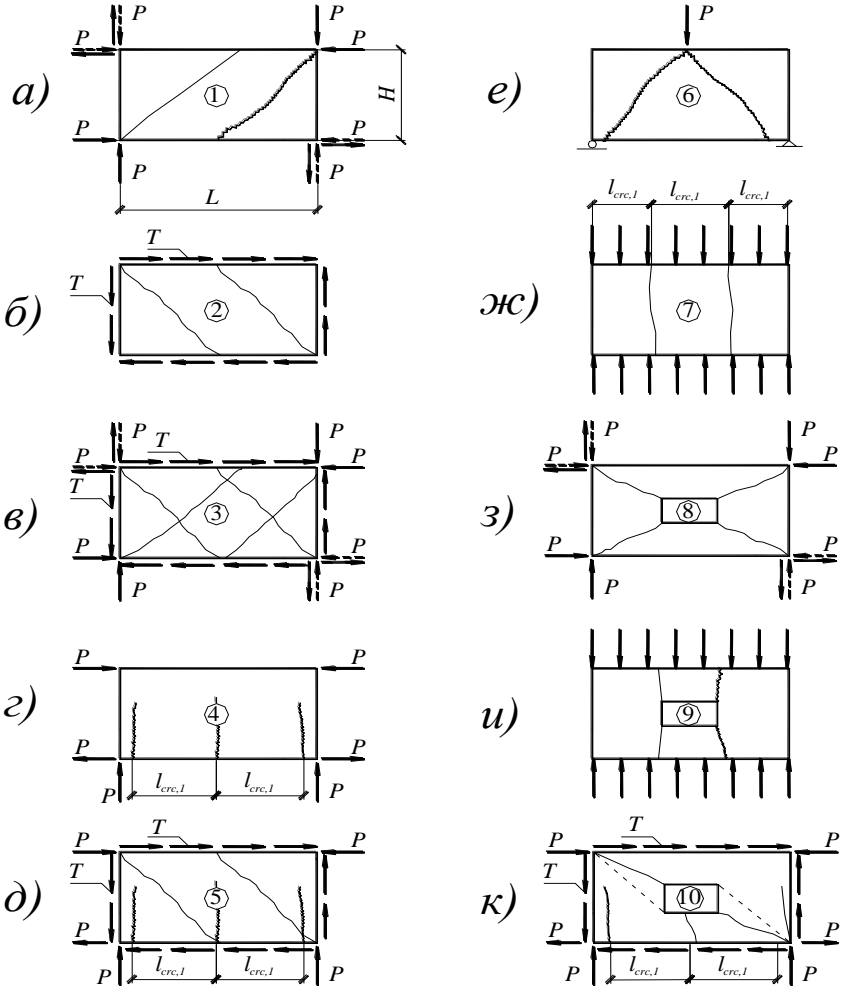 P P
P P
а) 1 H
P P
P P
L
T
T
б) 2
P T P
P P
T
в) 3
P P
P P
P P
г) 4
P P
l_crc,1 l_crc,1
P P
T
P P
T
д) 5
P P
l_crc,1 l_crc,1
P P
P
е) 6
l_crc,1 l_crc,1 l_crc,1
ж) 7
P P
P P
з) 8
P P
P P
и) 9
T
P P
T
к) 10
P P
l_crc,1 l_crc,1
P P